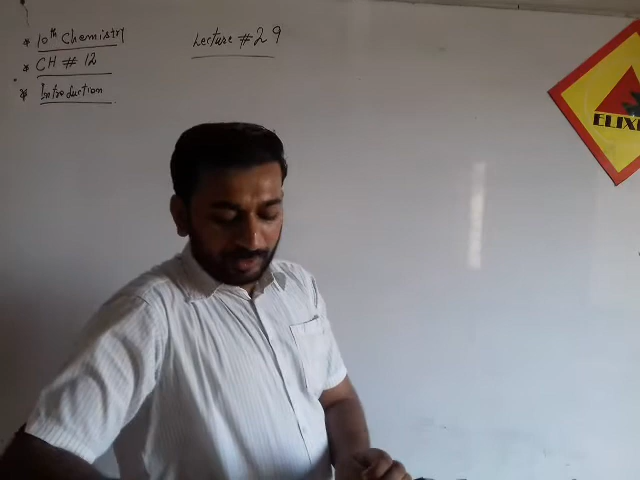 * 10th Chemistry
Lecture # 29
* CH # 12
* Introduction
ELIXI